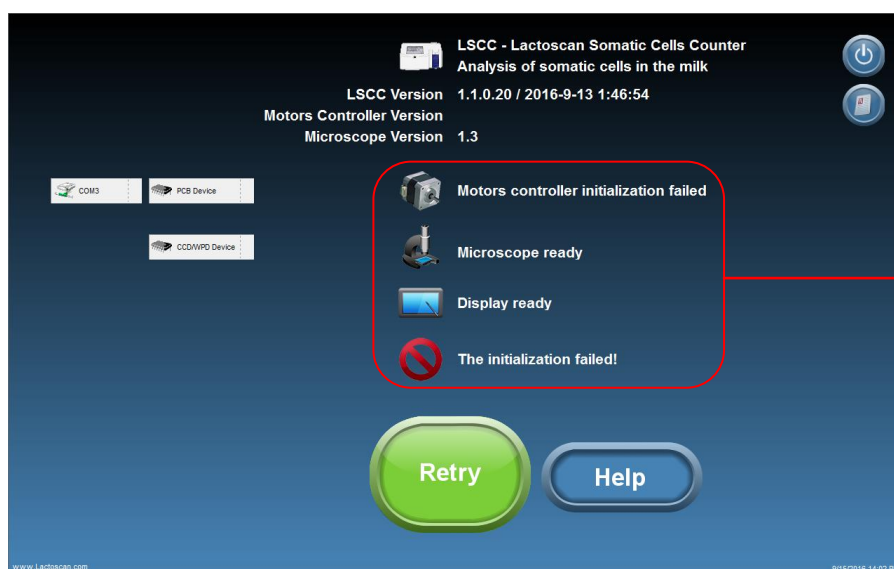 LSCC - Lactoscan Somatic Cells Counter
Analysis of somatic cells in the milk
LSCC Version 1.1.0.20 / 2016-9-13 1:46:54
Motors Controller Version
Microscope Version 1.3
COM3 PCB Device
Motors controller initialization failed
CCD/WPD Device
Microscope ready
Display ready
The initialization failed!
Retry
Help
www.Lactoscan.com